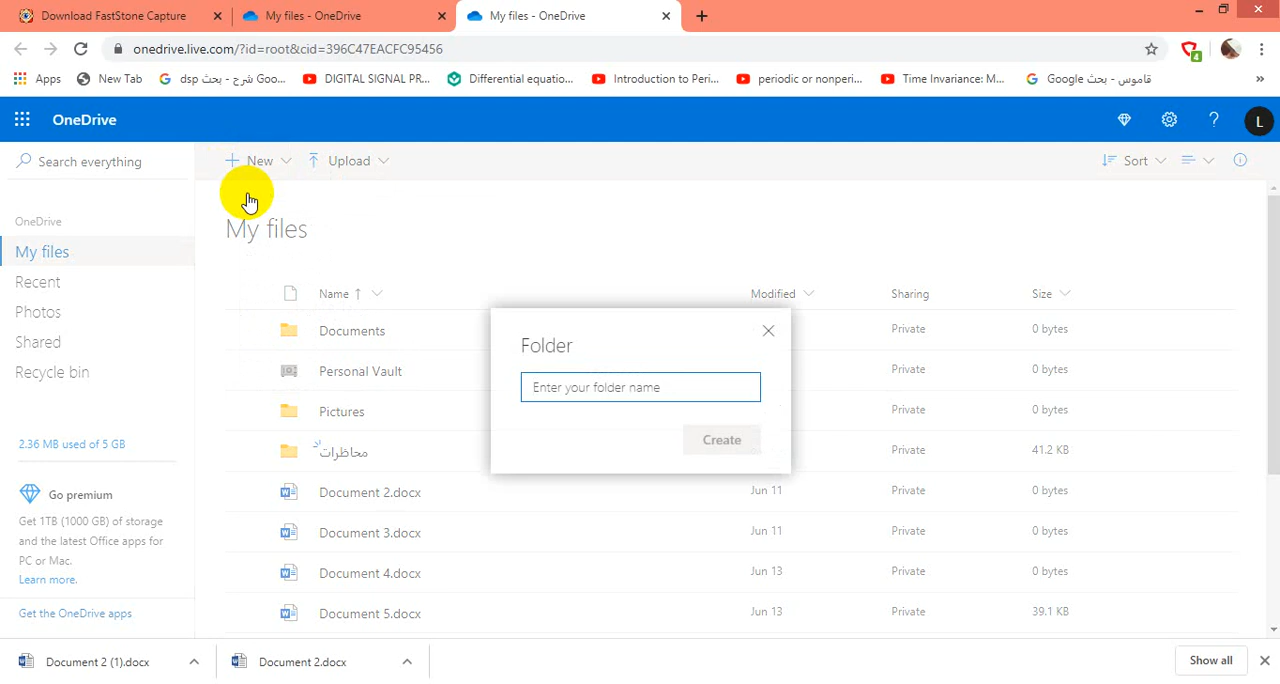 Download FastStone Capture
My files - OneDrive
My files - OneDrive
onedrive.live.com/?id=root&cid=396C47EACFC95456
4
Apps
New Tab
dsp شرح - بحث Goo...
DIGITAL SIGNAL PR...
Differential equatio...
Introduction to Peri...
periodic or nonperi...
Time Invariance: M...
قاموس - بحث Google
»
OneDrive
?
L
Search everything
New
Upload
Sort
OneDrive
My files
Recent
Photos
Shared
Recycle bin
2.36 MB used of 5 GB
Go premium
Get 1TB (1000 GB) of storage
and the latest Office apps for
PC or Mac.
Learn more.
Get the OneDrive apps
My files
Name ↑
Modified
Sharing
Size
Documents
Private
0 bytes
Personal Vault
Private
0 bytes
Pictures
Private
0 bytes
محاظرات
Private
41.2 KB
Document 2.docx
Jun 11
Private
0 bytes
Document 3.docx
Jun 11
Private
0 bytes
Document 4.docx
Jun 13
Private
0 bytes
Document 5.docx
Jun 13
Private
39.1 KB
Folder
Enter your folder name
Create
Document 2 (1).docx
Document 2.docx
Show all